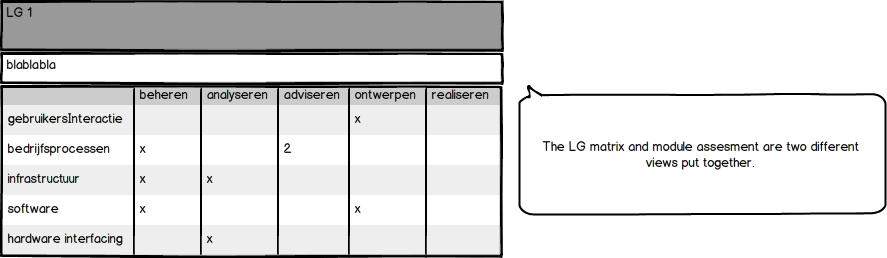 LG 1
blablabla
beheren analyseren adviseren ontwerpen realiseren
gebruikersInteractie x
bedrijfsprocessen x 2
infrastructuur x x
software x x
hardware interfacing x
The LG matrix and module assesment are two different
views put together.